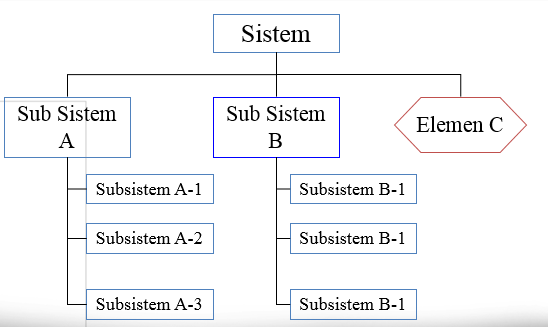 Sistem
Sub Sistem
A
Sub Sistem
B
Elemen C
Subsistem A-1
Subsistem B-1
Subsistem A-2
Subsistem B-1
Subsistem A-3
Subsistem B-1